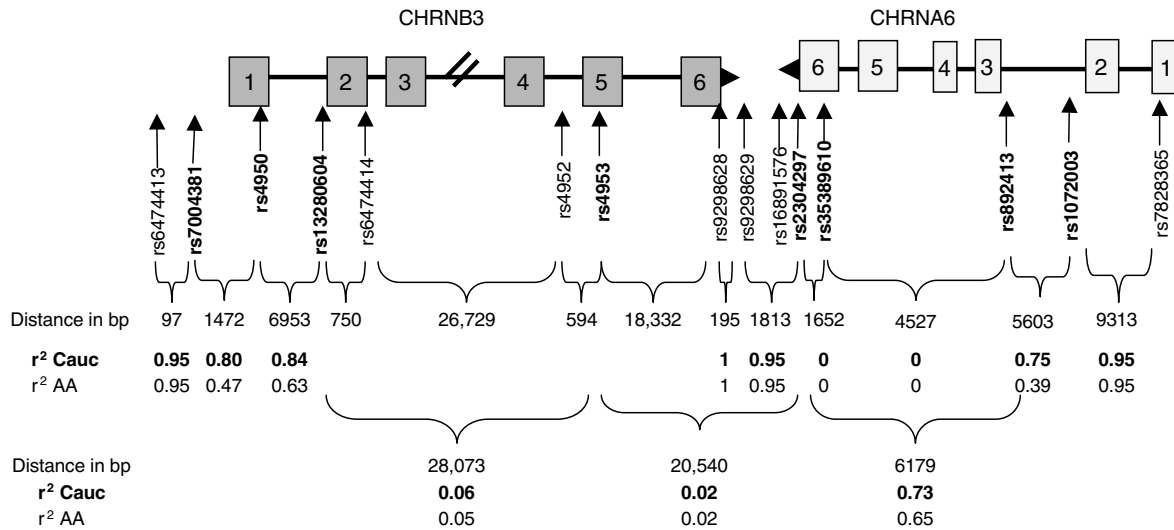 CHRNB3 CHRNA6
1 2 3 4 5 6 6 5 4 3 2 1
rs6474413 rs7004381 rs4950 rs13280604 rs6474414 rs4952 rs4953 rs9298628 rs9298629 rs16891576 rs2304297 rs35389610 rs892413 rs1072003 rs7828365
Distance in bp 97 1472 6953 750 26,729 594 18,332 195 1813 1652 4527 5603 9313
r² Cauc 0.95 0.80 0.84 1 0.95 0 0 0.75 0.95
r² AA 0.95 0.47 0.63 1 0.95 0 0 0.39 0.95
Distance in bp 28,073 20,540 6179
r² Cauc 0.06 0.02 0.73
r² AA 0.05 0.02 0.65